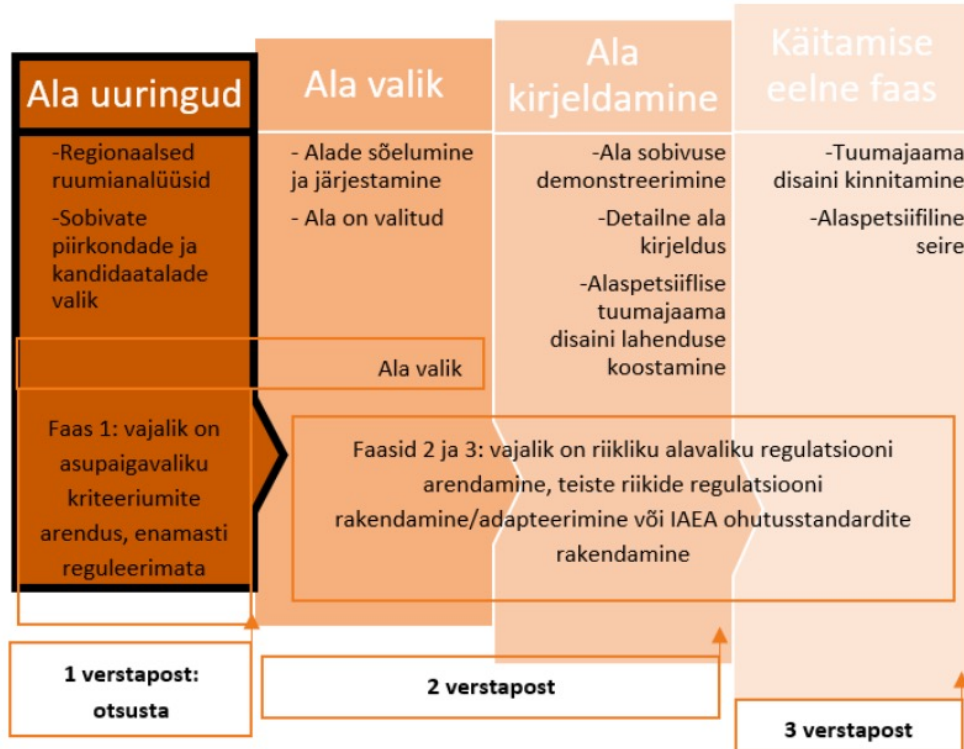 Ala uuringud
-Regionaalsed
ruumianalüüsid
-Sobivate
piirkondade ja
kandidaatalade
valik
Ala valik
- Alade sõelumine
ja järjestamine
- Ala on valitud
Ala
kirjeldamine
-Ala sobivuse
demonstreerimine
-Detailne ala
kirjeldus
-Alaspetsiiflise
tuumajaama
disaini lahenduse
koostamine
Käitamise
eelne faas
-Tuumajaama
disaini kinnitamine
-Alaspetsiifiline
seire
Ala valik
Faas 1: vajalik on
asupaigavaliku
kriteeriumite
arendus, enamasti
reguleerimata
Faasid 2 ja 3: vajalik on riikliku alavaliku regulatsiooni
arendamine, teiste riikide regulatsiooni
rakendamine/adapteerimine või IAEA ohutusstandardite
rakendamine
1 verstapost:
otsusta
2 verstapost
3 verstapost